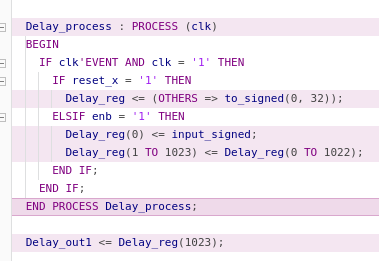 Delay_process : PROCESS (clk)
BEGIN
IF clk'EVENT AND clk = '1' THEN
IF reset_x = '1' THEN
Delay_reg <= (OTHERS => to_signed(0, 32));
ELSIF enb = '1' THEN
Delay_reg(0) <= input_signed;
Delay_reg(1 TO 1023) <= Delay_reg(0 TO 1022);
END IF;
END IF;
END PROCESS Delay_process;
Delay_out1 <= Delay_reg(1023);